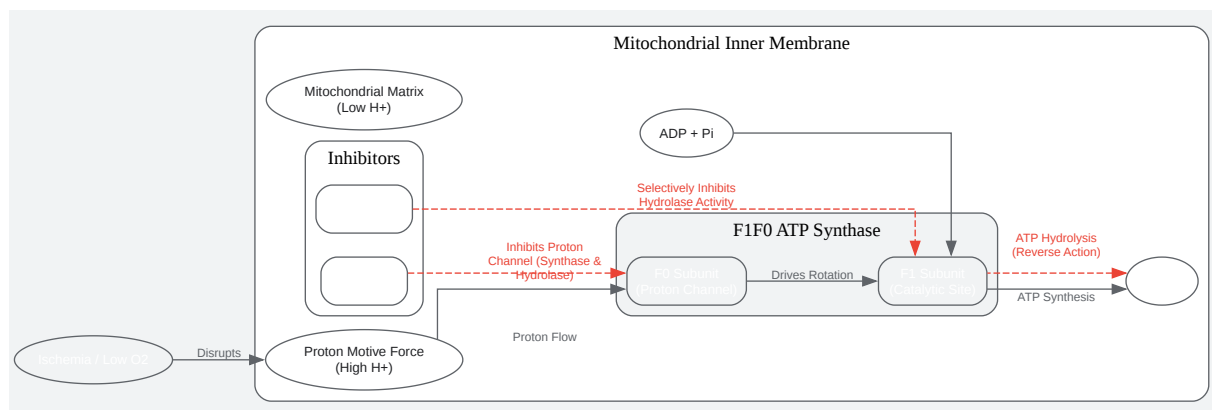 Mitochondrial Inner Membrane
Mitochondrial Matrix
(Low H+)
Inhibitors
ADP + Pi
Selectively Inhibits
Hydrolase Activity
F1F0 ATP Synthase
Inhibits Proton
Channel (Synthase &
Hydrolase)
F0 Subunit
(Proton Channel)
Drives Rotation
F1 Subunit
(Catalytic Site)
ATP Hydrolysis
(Reverse Action)
ATP Synthesis
Proton Flow
Ischemia / Low O2
Disrupts
Proton Motive Force
(High H+)